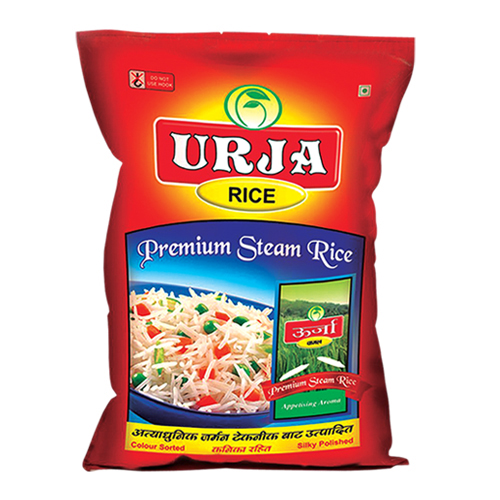 DO NOT
USE HOOK
URJA
RICE
Premium Steam Rice
ऊर्जा
Premium Steam Rice
Appetising Aroma
अत्याधुनिक जर्मन टेक्नीक बाट उत्पादित
Colour Sorted
कनिका रहित
Silky Polished